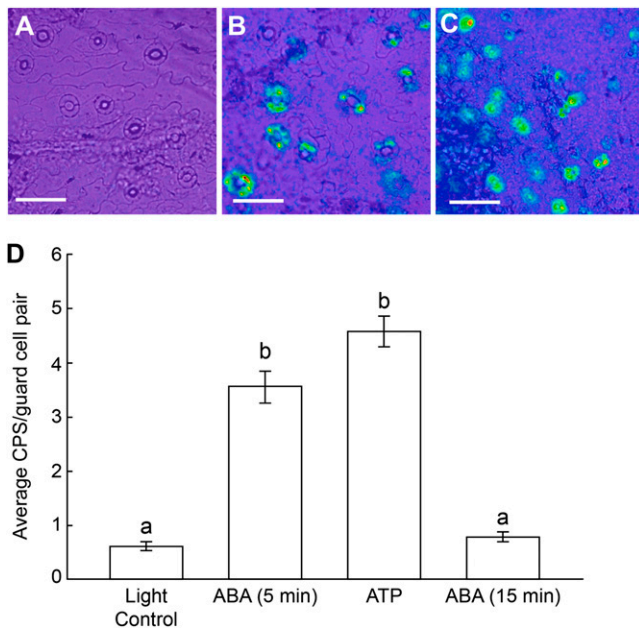 A
B
C
D
6
5
4
3
2
1
0
Average CPS/guard cell pair
a
b
b
a
Light
Control
ABA (5 min)
ATP
ABA (15 min)